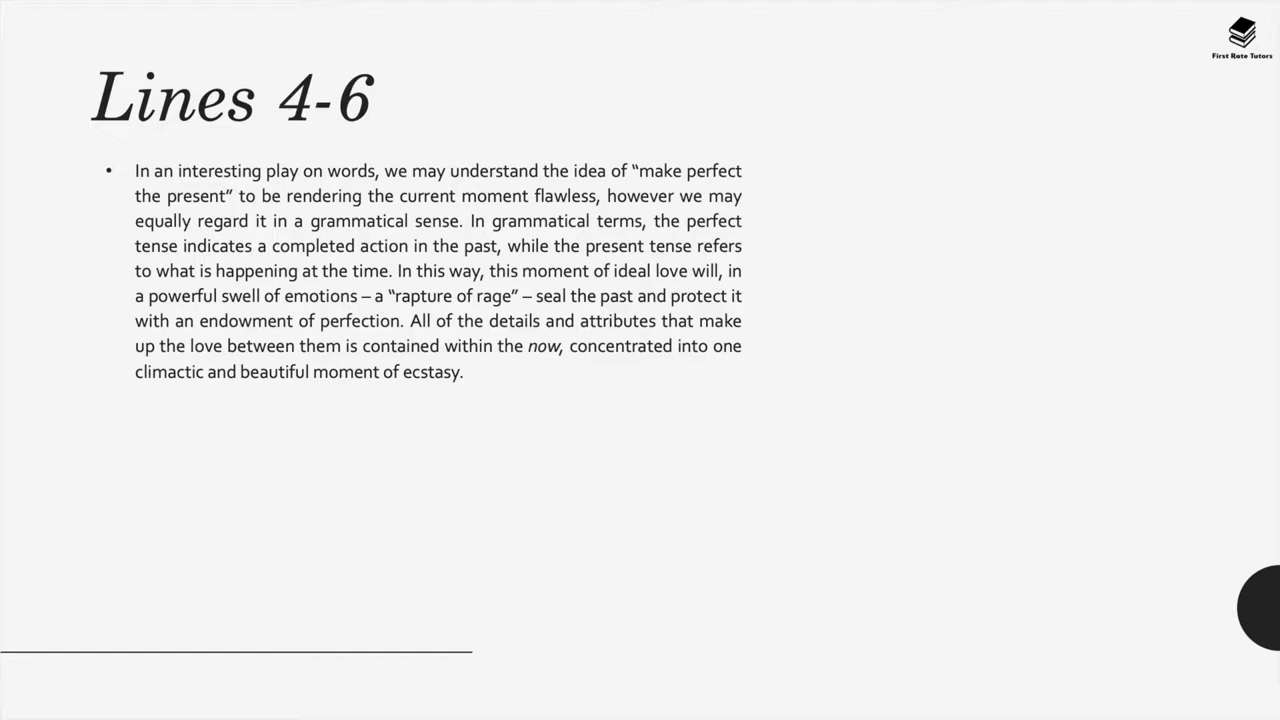 First Rate Tutors
Lines 4-6
• In an interesting play on words, we may understand the idea of “make perfect
the present” to be rendering the current moment flawless, however we may
equally regard it in a grammatical sense. In grammatical terms, the perfect
tense indicates a completed action in the past, while the present tense refers
to what is happening at the time. In this way, this moment of ideal love will, in
a powerful swell of emotions – a “rapture of rage” – seal the past and protect it
with an endowment of perfection. All of the details and attributes that make
up the love between them is contained within the now, concentrated into one
climactic and beautiful moment of ecstasy.